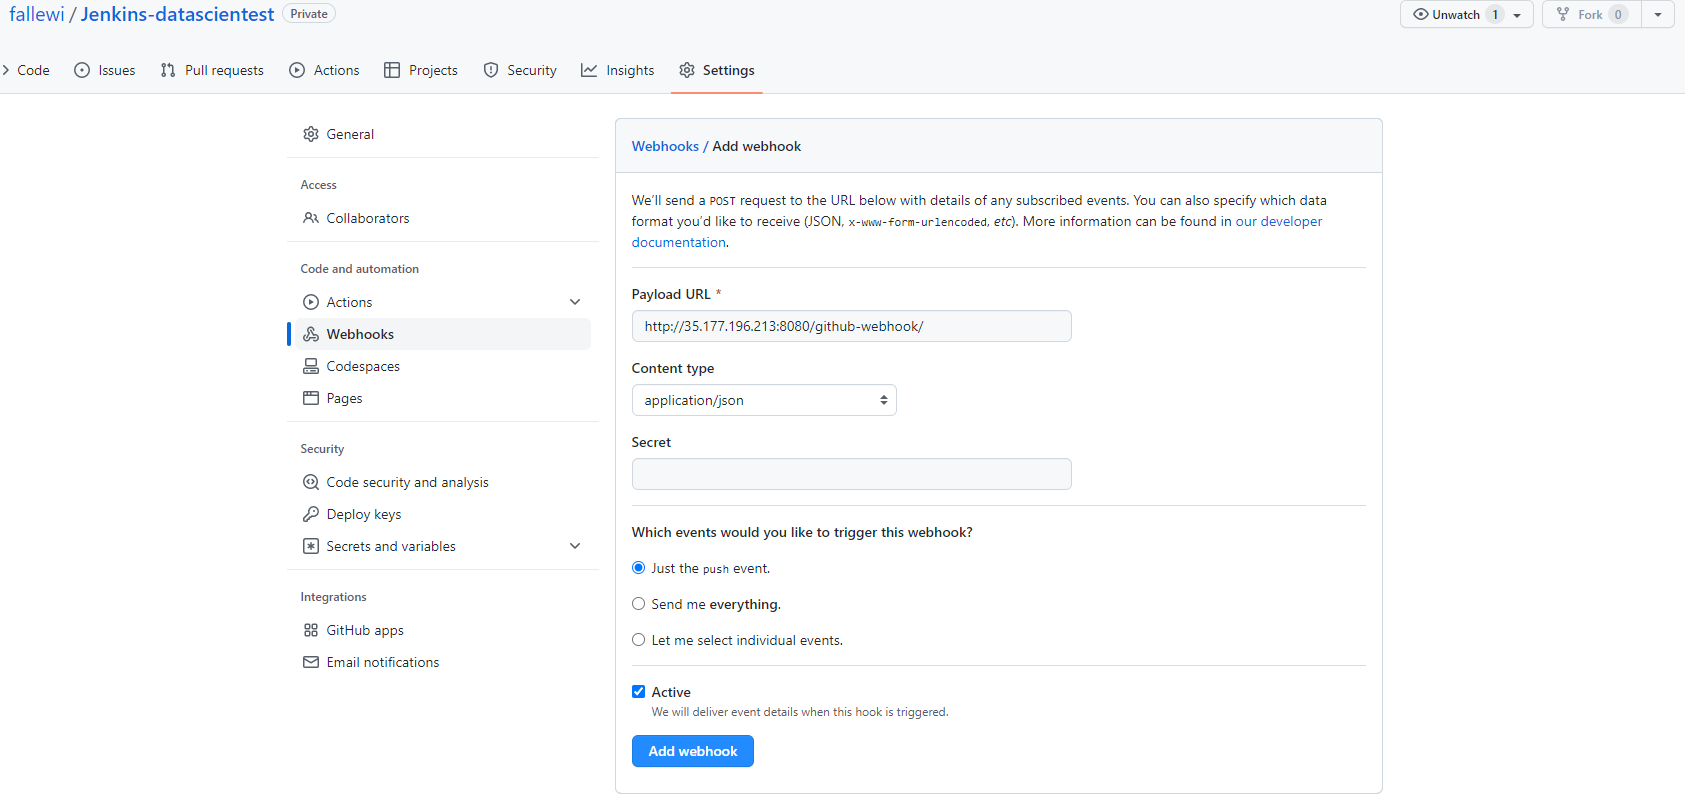 fallewi / Jenkins-datascientest Private
Unwatch 1
Fork 0
Code Issues Pull requests Actions Projects Security Insights Settings
General
Access
Collaborators
Code and automation
Actions
Webhooks
Codespaces
Pages
Security
Code security and analysis
Deploy keys
Secrets and variables
Integrations
GitHub apps
Email notifications
Webhooks / Add webhook
We’ll send a POST request to the URL below with details of any subscribed events. You can also specify which data
format you’d like to receive (JSON, x-www-form-urlencoded, etc). More information can be found in our developer
documentation.
Payload URL *
http://35.177.196.213:8080/github-webhook/
Content type
application/json
Secret
Which events would you like to trigger this webhook?
Just the push event.
Send me everything.
Let me select individual events.
Active
We will deliver event details when this hook is triggered.
Add webhook